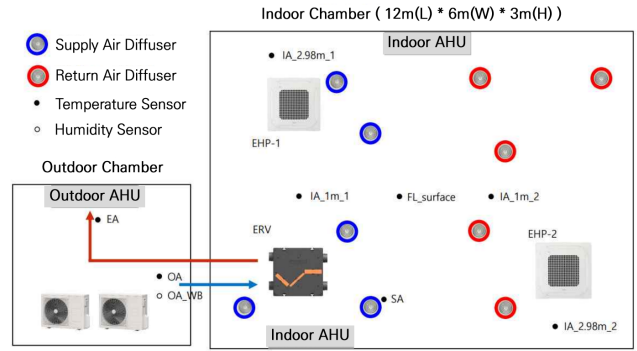 Indoor Chamber ( 12m(L) * 6m(W) * 3m(H) )
Supply Air Diffuser
Return Air Diffuser
Temperature Sensor
Humidity Sensor
Outdoor Chamber
Outdoor AHU
EA
OA
OA_WB
Indoor AHU
IA_2.98m_1
EHP-1
IA_1m_1
FL_surface
IA_1m_2
ERV
EHP-2
SA
IA_2.98m_2
Indoor AHU